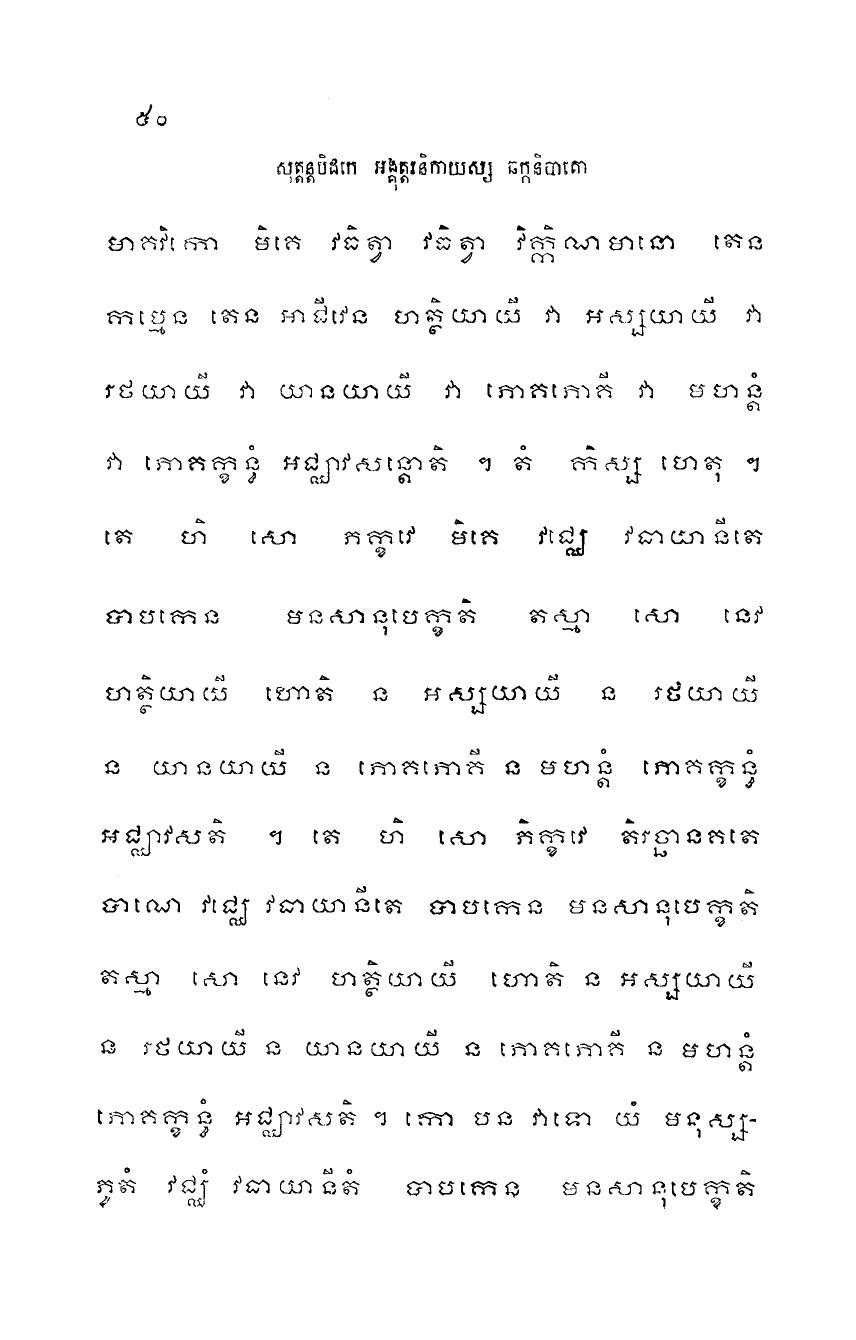 ៥០
សុត្តន្តបិដកេ អង្គុត្តរនិកាយស្ស ឆក្កនិបាតោ
មាគវិកោ មិគេ វធិត្វា វធិត្វា វិក្កិណមានោ តេន
កម្មេន តេន អាជីវេន ហត្ថិយាយី វា អស្សយាយី វា
រថយាយី វា យានយាយី វា ភោគភោគី វា មហន្តំ
វា ភោគក្ខន្ធំ អជ្ឈាវសន្តោតិ ។ តំ កិស្ស ហេតុ ។
តេ ហិ សោ ភក្ខវេ មិគេ វជ្ឈេ វធាយានីតេ
បាបកេន មនសានុបេក្ខតិ តស្មា សោ នេវ
ហត្ថិយាយី ហោតិ ន អស្សយាយី ន រថយាយី
ន យានយាយី ន ភោគភោគី ន មហន្តំ ភោគក្ខន្ធំ
អជ្ឈាវសតិ ។ តេ ហិ សោ ភិក្ខវេ តិរច្ឆានគតេ
បាណេ វជ្ឈេ វធាយានីតេ បាបកេន មនសានុបេក្ខតិ
តស្មា សោ នេវ ហត្ថិយាយី ហោតិ ន អស្សយាយី
ន រថយាយី ន យានយាយី ន ភោគភោគី ន មហន្តំ
ភោគក្ខន្ធំ អជ្ឈាវសតិ ។ កោ បន វាទោ យំ មនុស្ស-
ភូតំ វជ្ឈំ វធាយានីតំ បាបកេន មនសានុបេក្ខតិ